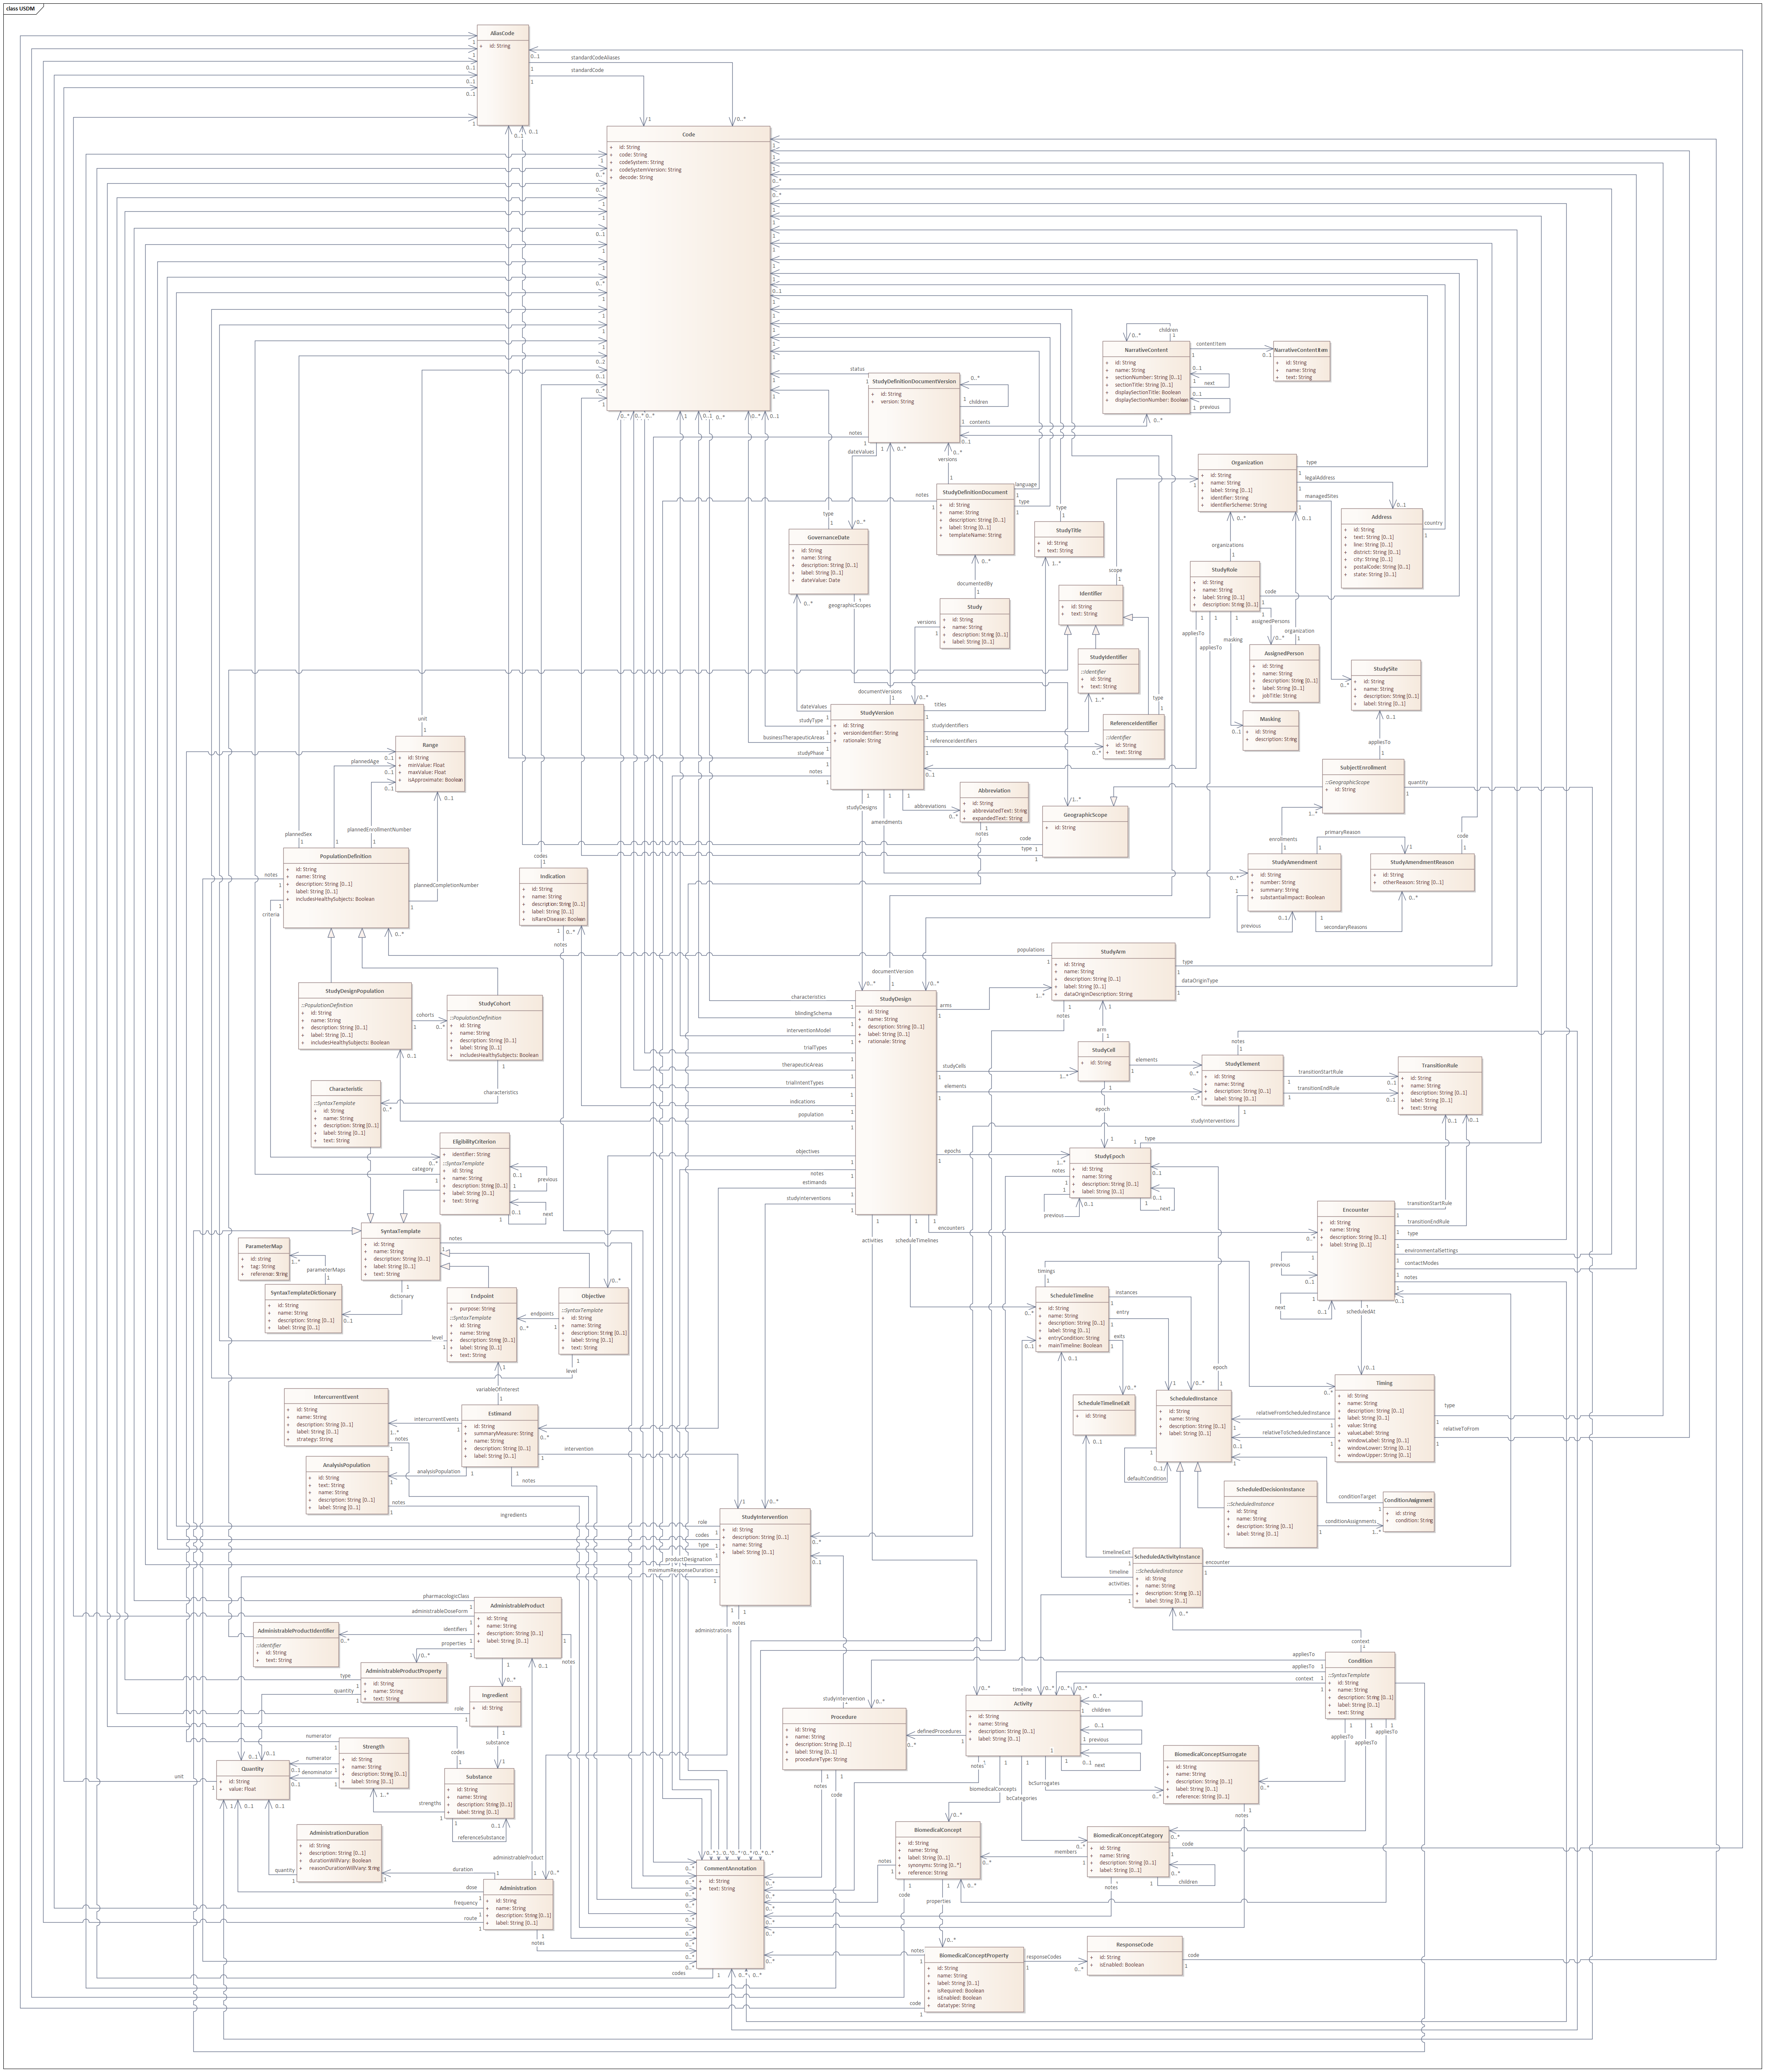 class USDM
AliasCode
+ id: String
standardCodeAliases
standardCode
Code
+ id: String
+ code: String
+ codeSystem: String
+ codeSystemVersion: String
+ decode: String
NarrativeContent
+ id: String
+ name: String
+ sectionNumber: String [0..1]
+ sectionTitle: String [0..1]
+ displaySectionTitle: Boolean
+ displaySectionNumber: Boolean
children
contentItem
next
previous
NarrativeContentItem
+ id: String
+ name: String
+ text: String
StudyDefinitionDocumentVersion
+ id: String
+ version: String
status
children
contents
notes
dateValues
versions
StudyDefinitionDocument
+ id: String
+ name: String
+ description: String [0..1]
+ label: String [0..1]
+ templateName: String
language
type
notes
documentedBy
GovernanceDate
+ id: String
+ name: String
+ description: String [0..1]
+ label: String [0..1]
+ dateValue: Date
type
geographicScopes
StudyTitle
+ id: String
+ text: String
type
Organization
+ id: String
+ name: String
+ label: String [0..1]
+ identifier: String
+ identifierScheme: String
type
legalAddress
managedSites
organizations
Address
+ id: String
+ text: String [0..1]
+ line: String [0..1]
+ district: String [0..1]
+ city: String [0..1]
+ postalCode: String [0..1]
+ state: String [0..1]
country
StudyRole
+ id: String
+ name: String
+ label: String [0..1]
+ description: String [0..1]
code
assignedPersons
organization
masking
appliesTo
appliesTo
Identifier
+ id: String
+ text: String
scope
Study
+ id: String
+ name: String
+ description: String [0..1]
+ label: String [0..1]
versions
StudyIdentifier
::Identifier
+ id: String
+ text: String
AssignedPerson
+ id: String
+ name: String
+ description: String [0..1]
+ label: String [0..1]
+ jobTitle: String
StudySite
+ id: String
+ name: String
+ description: String [0..1]
+ label: String [0..1]
appliesTo
Masking
+ id: String
+ description: String
ReferenceIdentifier
::Identifier
+ id: String
+ text: String
type
StudyVersion
+ id: String
+ versionIdentifier: String
+ rationale: String
documentVersions
dateValues
studyType
businessTherapeuticAreas
studyPhase
notes
titles
studyIdentifiers
referenceIdentifiers
studyDesigns
amendments
abbreviations
Abbreviation
+ id: String
+ abbreviatedText: String
+ expandedText: String
notes
GeographicScope
+ id: String
code
type
SubjectEnrollment
::GeographicScope
+ id: String
quantity
enrollments
StudyAmendment
+ id: String
+ number: String
+ summary: String
+ substantialImpact: Boolean
primaryReason
secondaryReasons
previous
StudyAmendmentReason
+ id: String
+ otherReason: String [0..1]
code
Range
+ id: String
+ minValue: Float
+ maxValue: Float
+ isApproximate: Boolean
unit
plannedAge
plannedEnrollmentNumber
plannedSex
plannedCompletionNumber
PopulationDefinition
+ id: String
+ name: String
+ description: String [0..1]
+ label: String [0..1]
+ includesHealthySubjects: Boolean
notes
criteria
Indication
+ id: String
+ name: String
+ description: String [0..1]
+ label: String [0..1]
+ isRareDisease: Boolean
codes
notes
StudyDesignPopulation
::PopulationDefinition
+ id: String
+ name: String
+ description: String [0..1]
+ label: String [0..1]
+ includesHealthySubjects: Boolean
cohorts
StudyCohort
::PopulationDefinition
+ id: String
+ name: String
+ description: String [0..1]
+ label: String [0..1]
+ includesHealthySubjects: Boolean
characteristics
StudyDesign
+ id: String
+ name: String
+ description: String [0..1]
+ label: String [0..1]
+ rationale: String
documentVersion
characteristics
blindingSchema
interventionModel
trialTypes
therapeuticAreas
trialIntentTypes
indications
population
objectives
notes
estimands
studyInterventions
arms
studyCells
elements
epochs
encounters
activities
scheduleTimelines
StudyArm
+ id: String
+ name: String
+ description: String [0..1]
+ label: String [0..1]
+ dataOriginDescription: String
populations
type
dataOriginType
notes
arm
StudyCell
+ id: String
elements
epoch
StudyElement
+ id: String
+ name: String
+ description: String [0..1]
+ label: String [0..1]
notes
transitionStartRule
transitionEndRule
studyInterventions
TransitionRule
+ id: String
+ name: String
+ description: String [0..1]
+ label: String [0..1]
+ text: String
StudyEpoch
+ id: String
+ name: String
+ description: String [0..1]
+ label: String [0..1]
type
notes
previous
next
Characteristic
::SyntaxTemplate
+ id: String
+ name: String
+ description: String [0..1]
+ label: String [0..1]
+ text: String
EligibilityCriterion
+ identifier: String
::SyntaxTemplate
+ id: String
+ name: String
+ description: String [0..1]
+ label: String [0..1]
+ text: String
category
previous
next
SyntaxTemplate
+ id: String
+ name: String
+ description: String [0..1]
+ label: String [0..1]
+ text: String
notes
dictionary
ParameterMap
+ id: string
+ tag: String
+ reference: String
parameterMaps
SyntaxTemplateDictionary
+ id: String
+ name: String
+ description: String [0..1]
+ label: String [0..1]
Endpoint
+ purpose: String
::SyntaxTemplate
+ id: String
+ name: String
+ description: String [0..1]
+ label: String [0..1]
+ text: String
level
endpoints
Objective
::SyntaxTemplate
+ id: String
+ name: String
+ description: String [0..1]
+ label: String [0..1]
+ text: String
level
variableOfInterest
Encounter
+ id: String
+ name: String
+ description: String [0..1]
+ label: String [0..1]
transitionStartRule
transitionEndRule
type
environmentalSettings
contactModes
notes
previous
next
scheduledAt
ScheduleTimeline
+ id: String
+ name: String
+ description: String [0..1]
+ label: String [0..1]
+ entryCondition: String
+ mainTimeline: Boolean
timings
instances
entry
exits
ScheduleTimelineExit
+ id: String
ScheduledInstance
+ id: String
+ name: String
+ description: String [0..1]
+ label: String [0..1]
epoch
defaultCondition
relativeFromScheduledInstance
relativeToScheduledInstance
Timing
+ id: String
+ name: String
+ description: String [0..1]
+ label: String [0..1]
+ value: String
+ valueLabel: String
+ windowLabel: String [0..1]
+ windowLower: String [0..1]
+ windowUpper: String [0..1]
type
relativeToFrom
IntercurrentEvent
+ id: String
+ name: String
+ description: String [0..1]
+ label: String [0..1]
+ strategy: String
intercurrentEvents
notes
Estimand
+ id: String
+ summaryMeasure: String
+ name: String
+ description: String [0..1]
+ label: String [0..1]
intervention
analysisPopulation
notes
AnalysisPopulation
+ id: String
+ text: String
+ name: String
+ description: String [0..1]
+ label: String [0..1]
notes
ingredients
ScheduledDecisionInstance
::ScheduledInstance
+ id: String
+ name: String
+ description: String [0..1]
+ label: String [0..1]
conditionTarget
conditionAssignments
ConditionAssignment
+ id: string
+ condition: String
StudyIntervention
+ id: String
+ description: String [0..1]
+ name: String
+ label: String [0..1]
role
codes
type
productDesignation
minimumResponseDuration
administrations
notes
ScheduledActivityInstance
::ScheduledInstance
+ id: String
+ name: String
+ description: String [0..1]
+ label: String [0..1]
timelineExit
timeline
activities
encounter
AdministrableProduct
+ id: String
+ name: String
+ description: String [0..1]
+ label: String [0..1]
pharmacologicClass
administrableDoseForm
identifiers
properties
notes
AdministrableProductIdentifier
::Identifier
+ id: String
+ text: String
AdministrableProductProperty
+ id: String
+ name: String
+ text: String
type
quantity
Ingredient
+ id: String
role
substance
Strength
+ id: String
+ name: String
+ description: String [0..1]
+ label: String [0..1]
numerator
numerator
denominator
Quantity
+ id: String
+ value: Float
unit
Substance
+ id: String
+ name: String
+ description: String [0..1]
+ label: String [0..1]
codes
strengths
referenceSubstance
AdministrationDuration
+ id: String
+ description: String [0..1]
+ durationWillVary: Boolean
+ reasonDurationWillVary: String
quantity
duration
Administration
+ id: String
+ name: String
+ description: String [0..1]
+ label: String [0..1]
dose
frequency
route
notes
administrableProduct
Condition
::SyntaxTemplate
+ id: String
+ name: String
+ description: String [0..1]
+ label: String [0..1]
+ text: String
context
appliesTo
appliesTo
context
appliesTo
appliesTo
appliesTo
Procedure
+ id: String
+ name: String
+ description: String [0..1]
+ label: String [0..1]
+ procedureType: String
studyIntervention
definedProcedures
notes
code
Activity
+ id: String
+ name: String
+ description: String [0..1]
+ label: String [0..1]
timeline
children
previous
next
notes
biomedicalConcepts
bcCategories
bcSurrogates
BiomedicalConceptSurrogate
+ id: String
+ name: String
+ description: String [0..1]
+ label: String [0..1]
+ reference: String [0..1]
notes
BiomedicalConcept
+ id: String
+ name: String
+ label: String [0..1]
+ synonyms: String [0..*]
+ reference: String
notes
code
properties
BiomedicalConceptCategory
+ id: String
+ name: String
+ description: String [0..1]
+ label: String [0..1]
members
code
children
notes
CommentAnnotation
+ id: String
+ text: String
codes
BiomedicalConceptProperty
+ id: String
+ name: String
+ label: String [0..1]
+ isRequired: Boolean
+ isEnabled: Boolean
+ datatype: String
notes
code
responseCodes
ResponseCode
+ id: String
+ isEnabled: Boolean
code